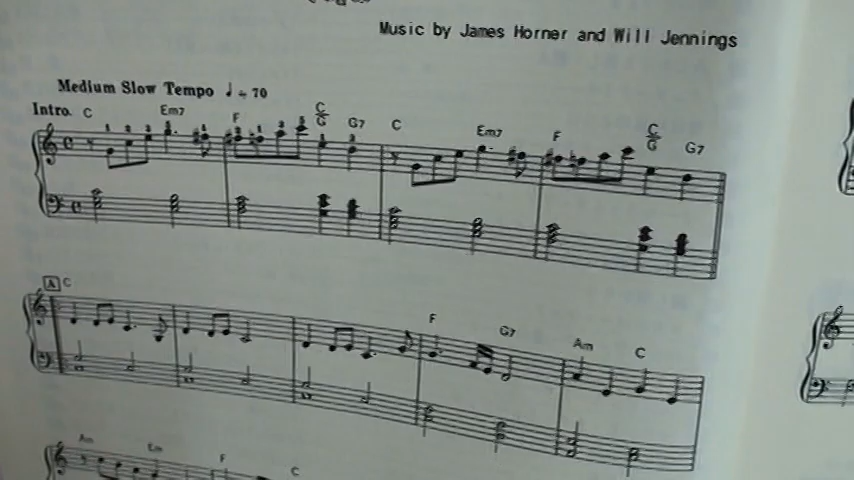 Music by James Horner and Will Jennings
Medium Slow Tempo ♩ = 70
Intro. C Em7 F C/G G7 C Em7 F C/G G7
A C F G7 Am C
Am Em F C